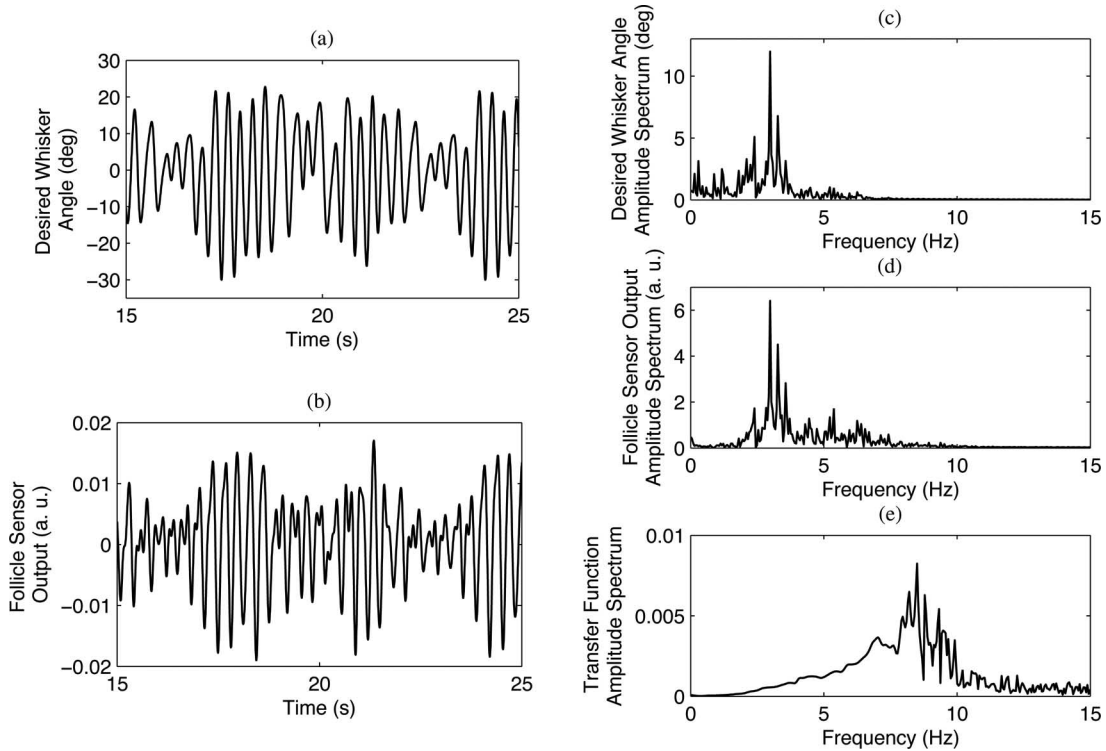 (a)
30
20
10
0
−10
−20
−30
15
20
25
Desired Whisker
Angle (deg)
Time (s)
(b)
0.02
0.01
0
−0.01
−0.02
15
20
25
Follicle Sensor
Output (a. u.)
Time (s)
(c)
10
5
0
0
5
10
15
Desired Whisker Angle
Amplitude Spectrum (deg)
Frequency (Hz)
(d)
6
4
2
0
0
5
10
15
Follicle Sensor Output
Amplitude Spectrum (a. u.)
Frequency (Hz)
(e)
0.01
0.005
0
0
5
10
15
Transfer Function
Amplitude Spectrum
Frequency (Hz)